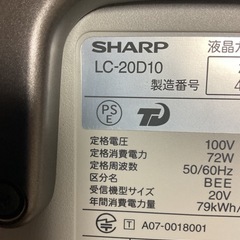 SHARP 液晶
LC-20D10
製造番号
PS
E
定格電圧 100V
定格消費電力 72W
定格周波数 50/60Hz
区分名 BEE
受信機型サイズ 20V
年間消費電力量 79kWh/
T A07-0018001